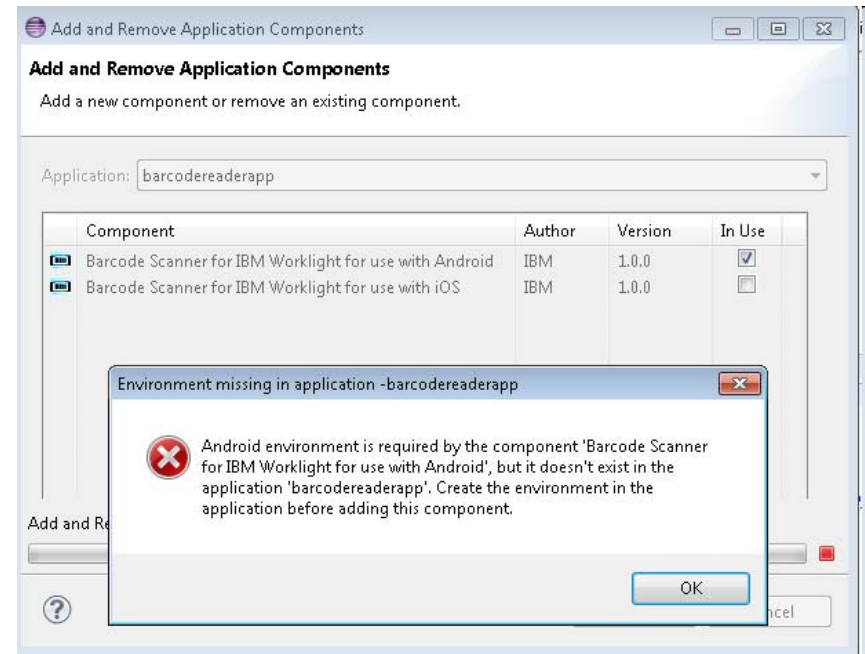 Add and Remove Application Components
Add and Remove Application Components
Add a new component or remove an existing component.
Application: barcodereaderapp
Component Author Version In Use
Barcode Scanner for IBM Worklight for use with Android IBM 1.0.0
Barcode Scanner for IBM Worklight for use with iOS IBM 1.0.0
Environment missing in application -barcodereaderapp
Android environment is required by the component 'Barcode Scanner
for IBM Worklight for use with Android', but it doesn't exist in the
application 'barcodereaderapp'. Create the environment in the
application before adding this component.
Add and Re
OK
ncel